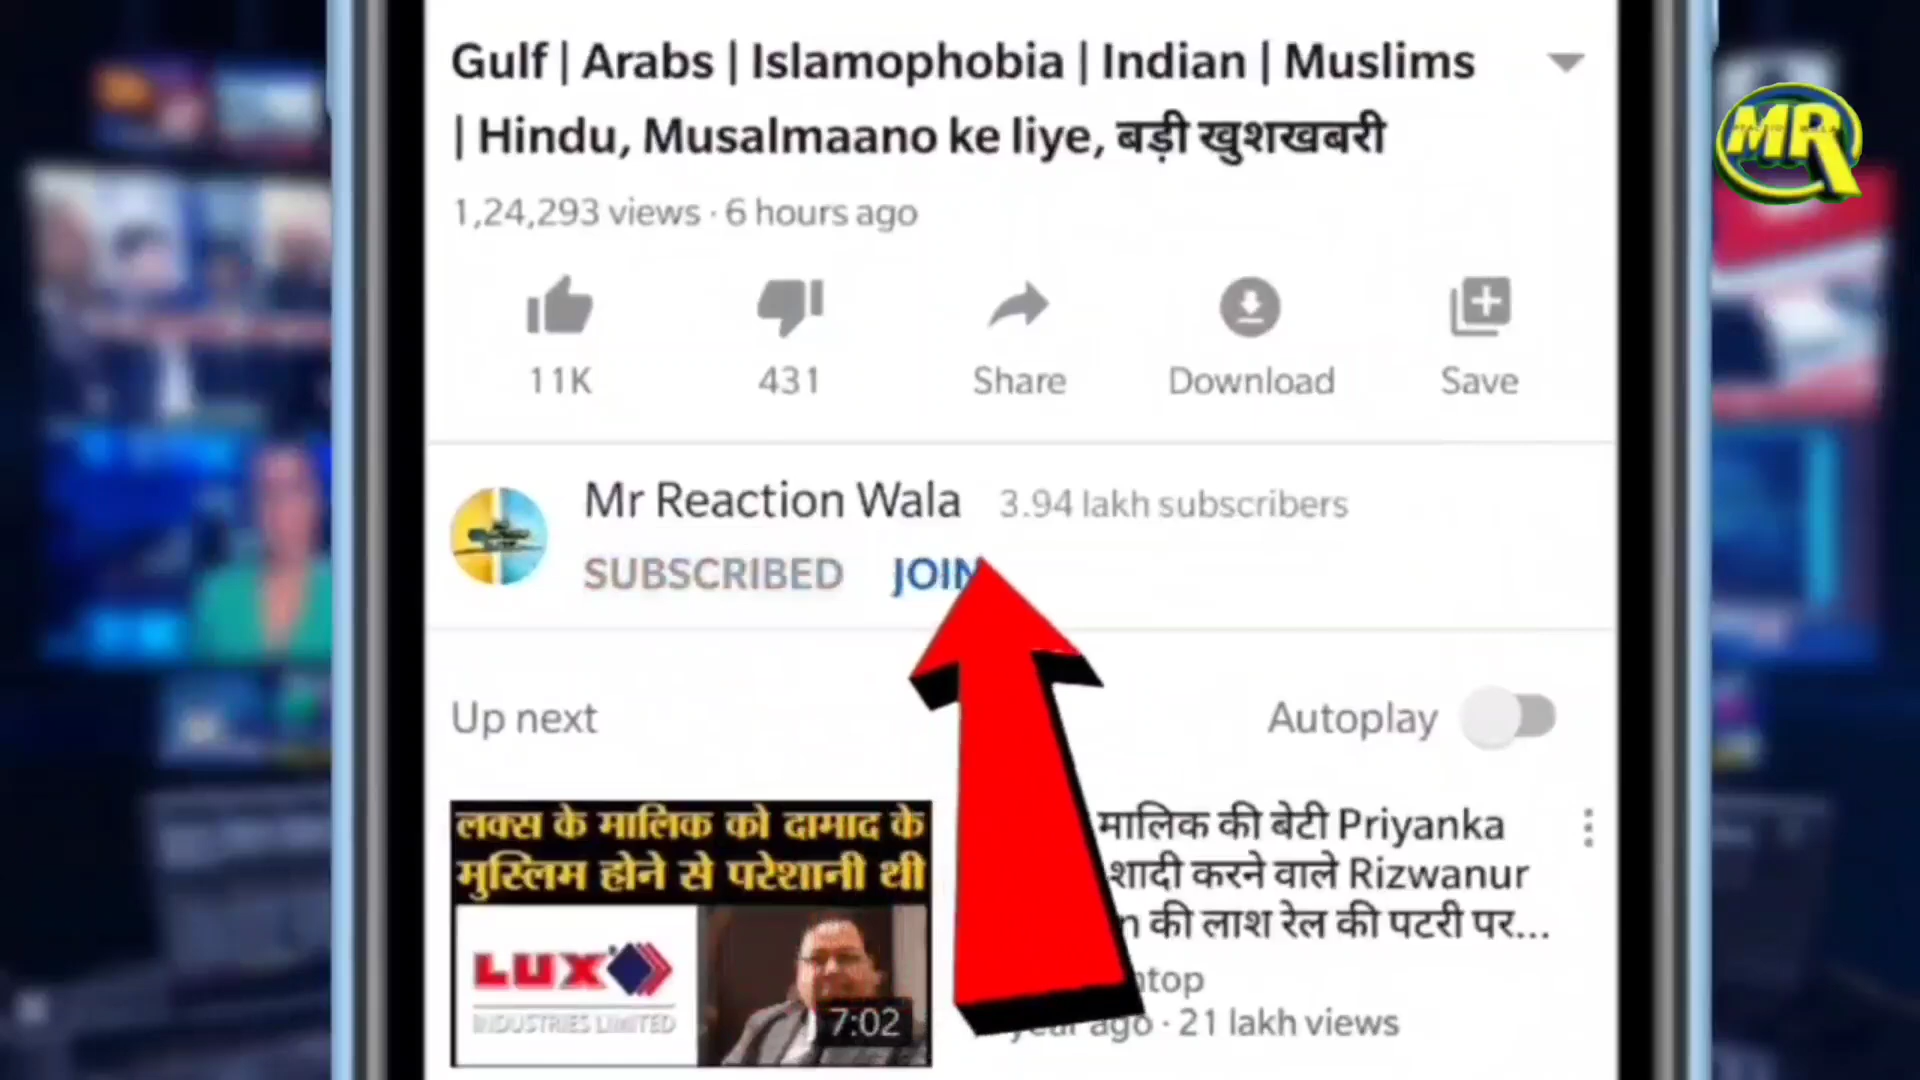 Gulf | Arabs | Islamophobia | Indian | Muslims
| Hindu, Musalmaano ke liye, बड़ी खुशखबरी
MR
1,24,293 views · 6 hours ago
11K
431
Share
Download
Save
Mr Reaction Wala 3.94 lakh subscribers
SUBSCRIBED JOIN
Up next
Autoplay
लक्स के मालिक को दामाद के
मुस्लिम होने से परेशानी थी
LUX
INDUSTRIES LIMITED
7:02
मालिक की बेटी Priyanka
शादी करने वाले Rizwanur
की लाश रेल की पटरी पर...
ago · 21 lakh views